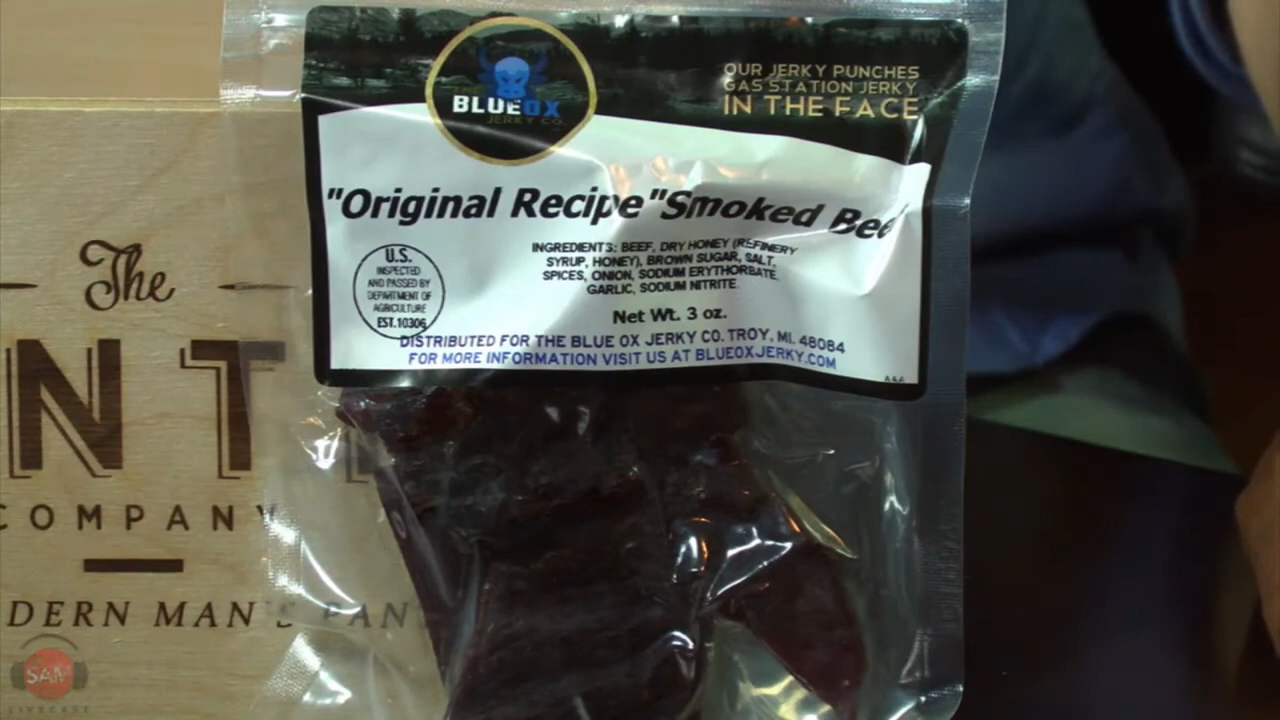 BLUEOX
JERKY CO.
OUR JERKY PUNCHES
GAS STATION JERKY
IN THE FACE
"Original Recipe"Smoked Beef
U.S.
INSPECTED
AND PASSED BY
DEPARTMENT OF
AGRICULTURE
EST.10306
INGREDIENTS: BEEF, DRY HONEY (REFINERY
SYRUP, HONEY), BROWN SUGAR, SALT,
SPICES, ONION, SODIUM ERYTHORBATE,
GARLIC, SODIUM NITRITE.
Net Wt. 3 oz.
DISTRIBUTED FOR THE BLUE OX JERKY CO. TROY, MI. 48084
FOR MORE INFORMATION VISIT US AT BLUEOXJERKY.COM
The
NT
COMPANY
DERN MAN'S PAN
SAM
LIVECAST